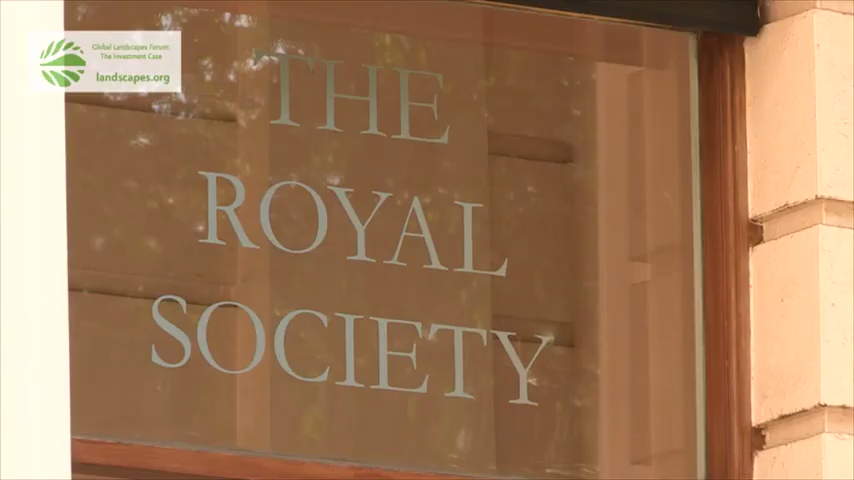 Global Landscapes Forum:
The Investment Case
landscapes.org
THE
ROYAL
SOCIETY